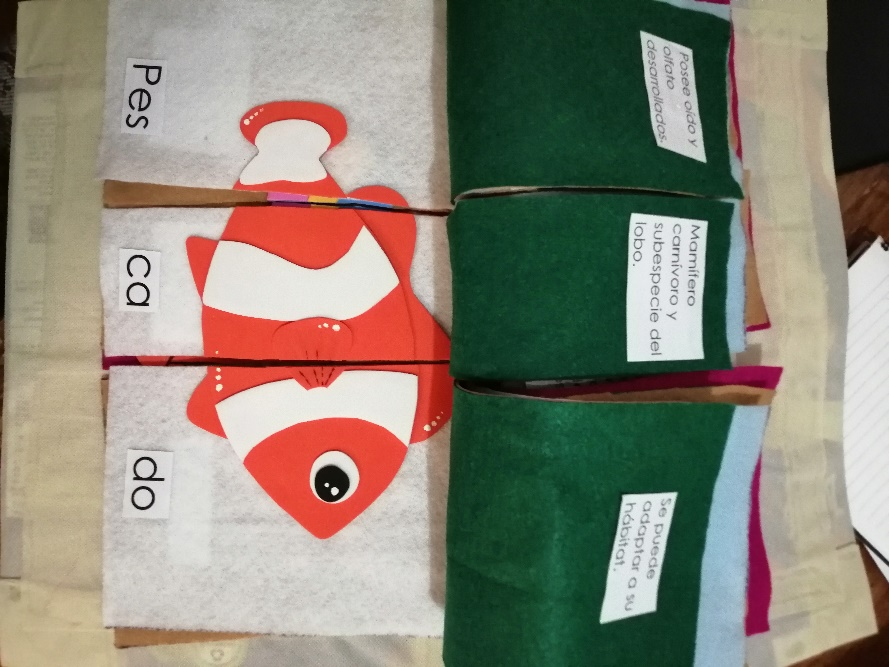 Posee oído y
olfato
desarrollados.
Mamífero
carnívoro y
subespecie del
lobo.
Se puede
adaptar a su
hábitat.
Pes
ca
do